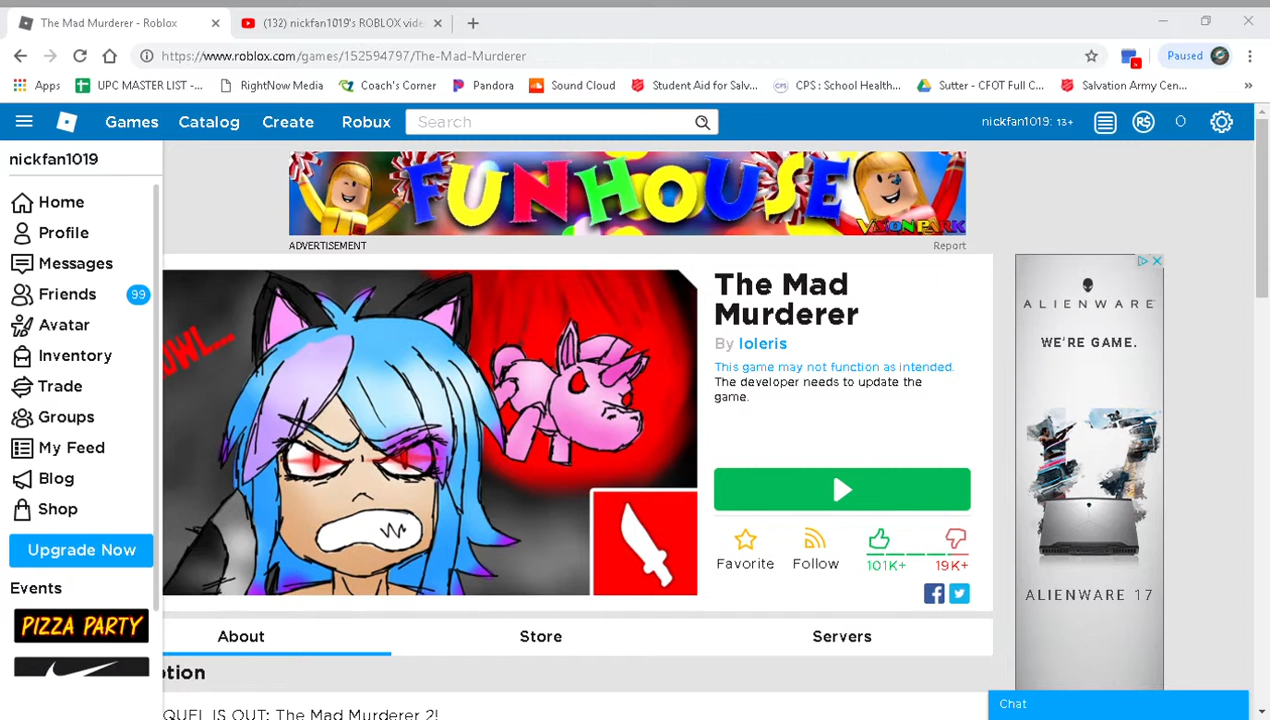 The Mad Murderer - Roblox
(132) nickfan1019's ROBLOX vide
https://www.roblox.com/games/152594797/The-Mad-Murderer
Paused
Apps
UPC MASTER LIST -...
RightNow Media
Coach's Corner
Pandora
Sound Cloud
Student Aid for Salv...
CPS : School Health...
Sutter - CFOT Full C...
Salvation Army Cen...
Games
Catalog
Create
Robux
Search
nickfan1019: 13+
R$
0
nickfan1019
Home
Profile
Messages
Friends
99
Avatar
Inventory
Trade
Groups
My Feed
Blog
Shop
Upgrade Now
Events
PIZZA PARTY
FUNHOUSE
VISION PARK
ADVERTISEMENT
Report
OWL...
The Mad
Murderer
By loleris
This game may not function as intended.
The developer needs to update the
game.
Favorite
Follow
101K+
19K+
About
Store
Servers
ption
QUEL IS OUT: The Mad Murderer 2!
ALIENWARE
WE'RE GAME.
17
ALIENWARE 17
Chat